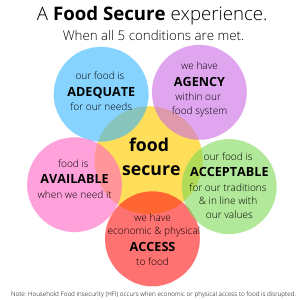 A Food Secure experience.
When all 5 conditions are met.
our food is
ADEQUATE
for our needs
we have
AGENCY
within our
food system
food
secure
food is
AVAILABLE
when we need it
our food is
ACCEPTABLE
for our traditions
& in line with
our values
we have
economic & physical
ACCESS
to food
Note: Household Food Insecurity (HFI) occurs when economic or physical access to food is disrupted.